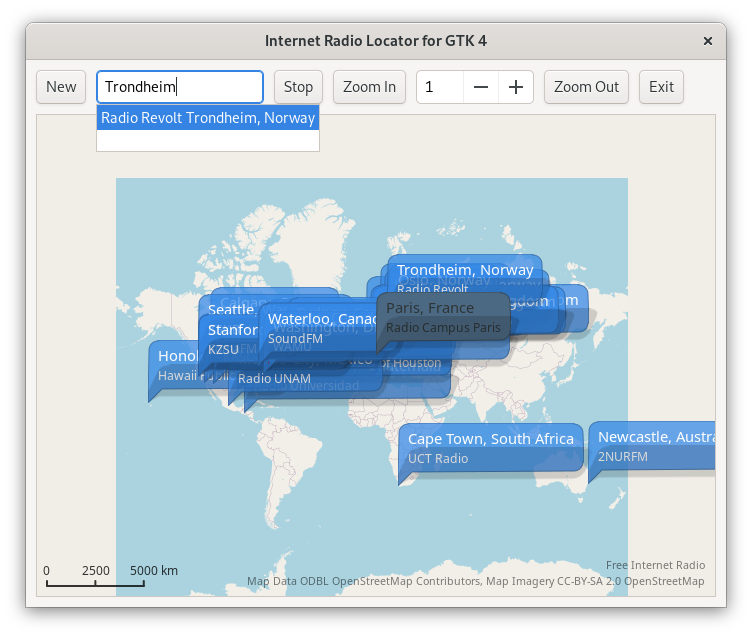 Internet Radio Locator for GTK 4
New Trondheim Stop Zoom In 1 Zoom Out Exit
Radio Revolt Trondheim, Norway
Trondheim, Norway
Radio Revolt
Paris, France
Radio Campus Paris
Seattle,
Waterloo, Canad
SoundFM
Stanfor
KZSU
WAMU
of Houston
Honol
Hawaii Publi
Radio UNAM
Universidad
Cape Town, South Africa
UCT Radio
Newcastle, Austra
2NURFM
0 2500 5000 km
Free Internet Radio
Map Data ODBL OpenStreetMap Contributors, Map Imagery CC-BY-SA 2.0 OpenStreetMap